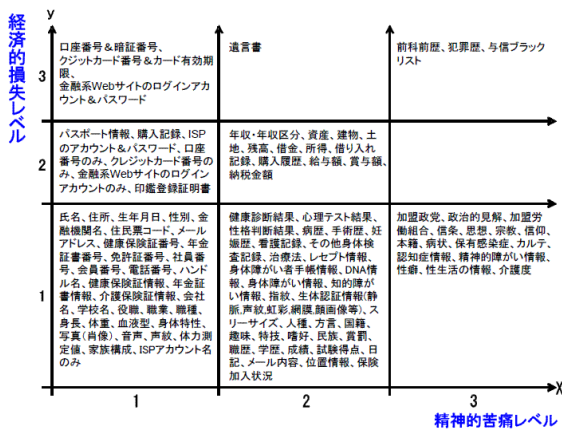 経済的損失レベル
y
3
口座番号＆暗証番号、
クジットカード番号＆カード有効期
限、
金融系Webサイトのログインアカ
ウント＆パスワード
遺言書
前科前歴、犯罪歴、与信ブラック
リスト
2
パスポート情報、購入記録、ISP
のアカウント＆パスワード、口座
番号のみ、クレジットカード番号の
み、金融系Webサイトのログイン
アカウントのみ、印鑑登録証明書
年収・年収区分、資産、建物、土
地、残高、借金、所得、借り入れ
記録、購入履歴、給与額、賞与額、
納税金額
1
氏名、住所、生年月日、性別、金
融機関名、住民票コード、メール
アドレス、健康保険証番号、年金
証書番号、免許証番号、社員番
号、会員番号、電話番号、ハンド
ル名、健康保険証情報、年金証
書情報、介護保険証情報、会社
名、学校名、役職、職業、職種、
身長、体重、血液型、身体特性、
写真(肖像)、音声、声紋、体力測
定値、家族構成、ISPアカウント名
のみ
健康診断結果、心理テスト結果、
性格判断結果、病歴、手術歴、妊
娠歴、看護記録、その他身体検
査記録、治療法、レセプト情報、
身体障がい者手帳情報、DNA情
報、身体障がい情報、知的障が
い情報、指紋、生体認証情報(静
脈,声紋,虹彩,網膜,顔画像等)、ス
リーサイズ、人種、方言、国籍、
趣味、特技、嗜好、民族、賞罰、
職歴、学歴、成績、試験得点、日
記、メール内容、位置情報、保険
加入状況
加盟政党、政治的見解、加盟労
働組合、信条、思想、宗教、信仰、
本籍、病状、保有感染症、カルテ、
認知症情報、精神的障がい情報、
性癖、性生活の情報、介護度
1
2
3
X
精神的苦痛レベル